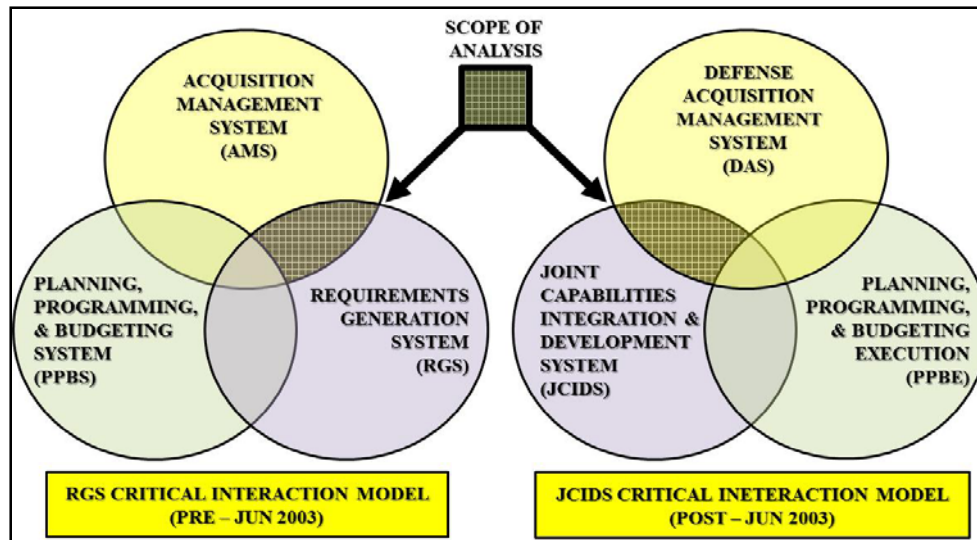 SCOPE OF
ANALYSIS
ACQUISITION
MANAGEMENT
SYSTEM
(AMS)
PLANNING,
PROGRAMMING,
& BUDGETING
SYSTEM
(PPBS)
REQUIREMENTS
GENERATION
SYSTEM
(RGS)
RGS CRITICAL INTERACTION MODEL
(PRE – JUN 2003)
DEFENSE
ACQUISITION
MANAGEMENT
SYSTEM
(DAS)
JOINT
CAPABILITIES
INTEGRATION &
DEVELOPMENT
SYSTEM
(JCIDS)
PLANNING,
PROGRAMMING,
& BUDGETING
EXECUTION
(PPBE)
JCIDS CRITICAL INETERACTION MODEL
(POST – JUN 2003)